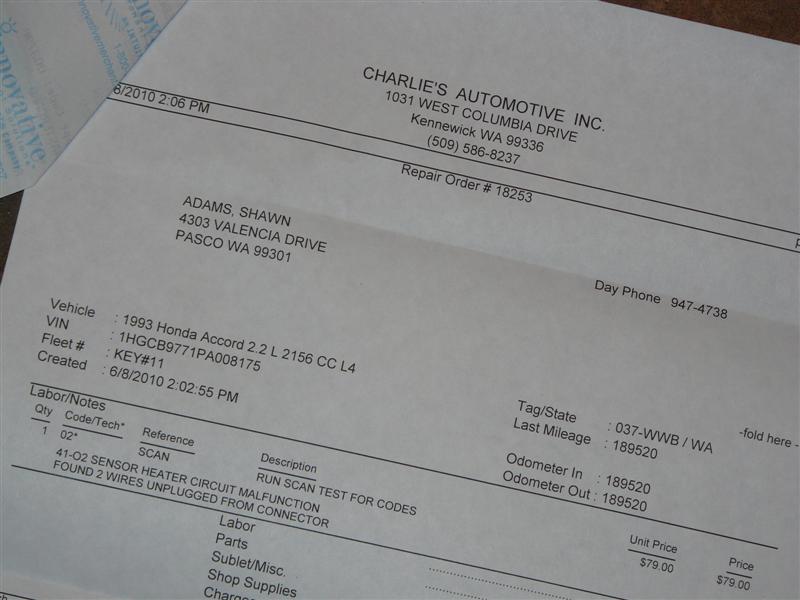 innovative
CHARLIE'S AUTOMOTIVE INC.
1031 WEST COLUMBIA DRIVE
Kennewick WA 99336
(509) 586-8237
8/2010 2:06 PM
Repair Order # 18253
ADAMS, SHAWN
4303 VALENCIA DRIVE
PASCO WA 99301
Day Phone 947-4738
Vehicle : 1993 Honda Accord 2.2 L 2156 CC L4
VIN : 1HGCB9771PA008175
Fleet # : KEY#11
Created : 6/8/2010 2:02:55 PM
Tag/State : 037-WWB / WA
-fold here -
Last Mileage : 189520
Odometer In : 189520
Odometer Out : 189520
Labor/Notes
Qty Code/Tech* Reference Description Unit Price Price
1 02* SCAN RUN SCAN TEST FOR CODES $79.00 $79.00
41-O2 SENSOR HEATER CIRCUIT MALFUNCTION
FOUND 2 WIRES UNPLUGGED FROM CONNECTOR
Labor
Parts
Sublet/Misc.
Shop Supplies